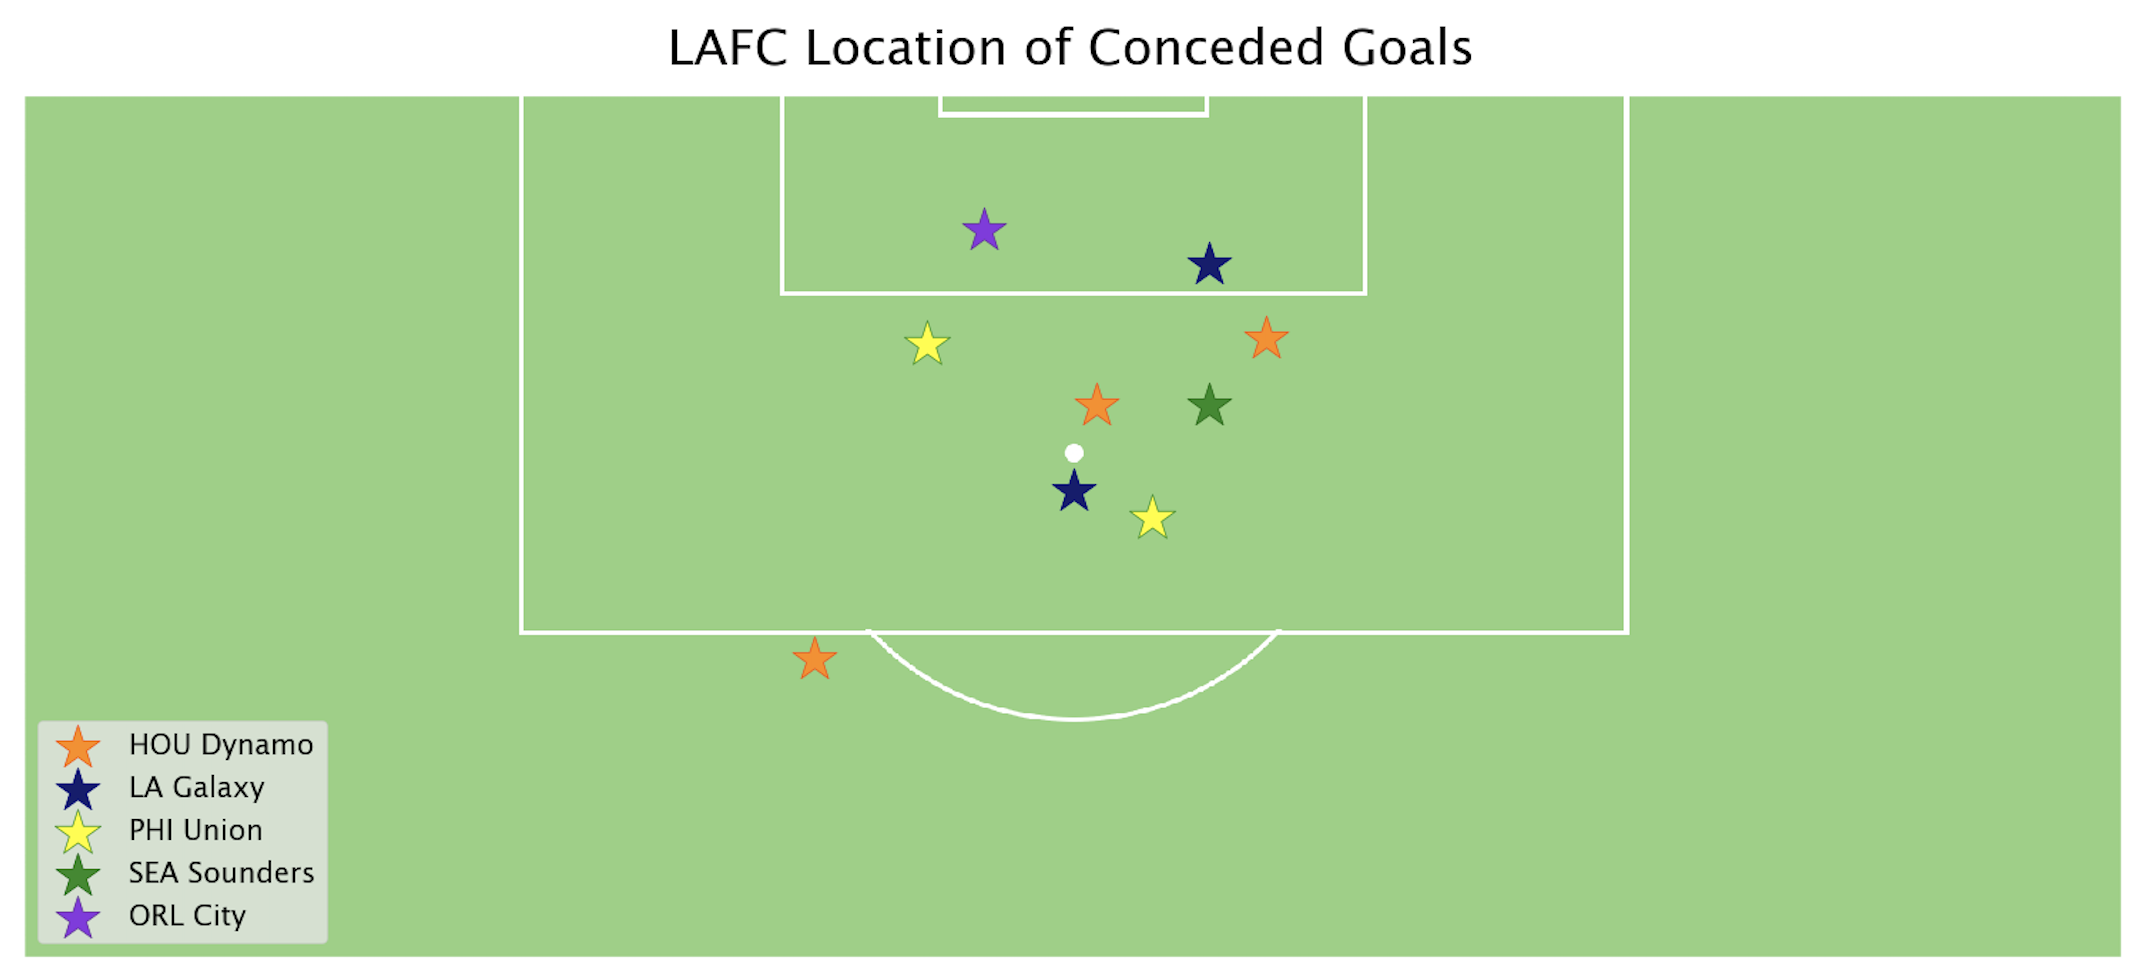 LAFC Location of Conceded Goals
HOU Dynamo
LA Galaxy
PHI Union
SEA Sounders
ORL City